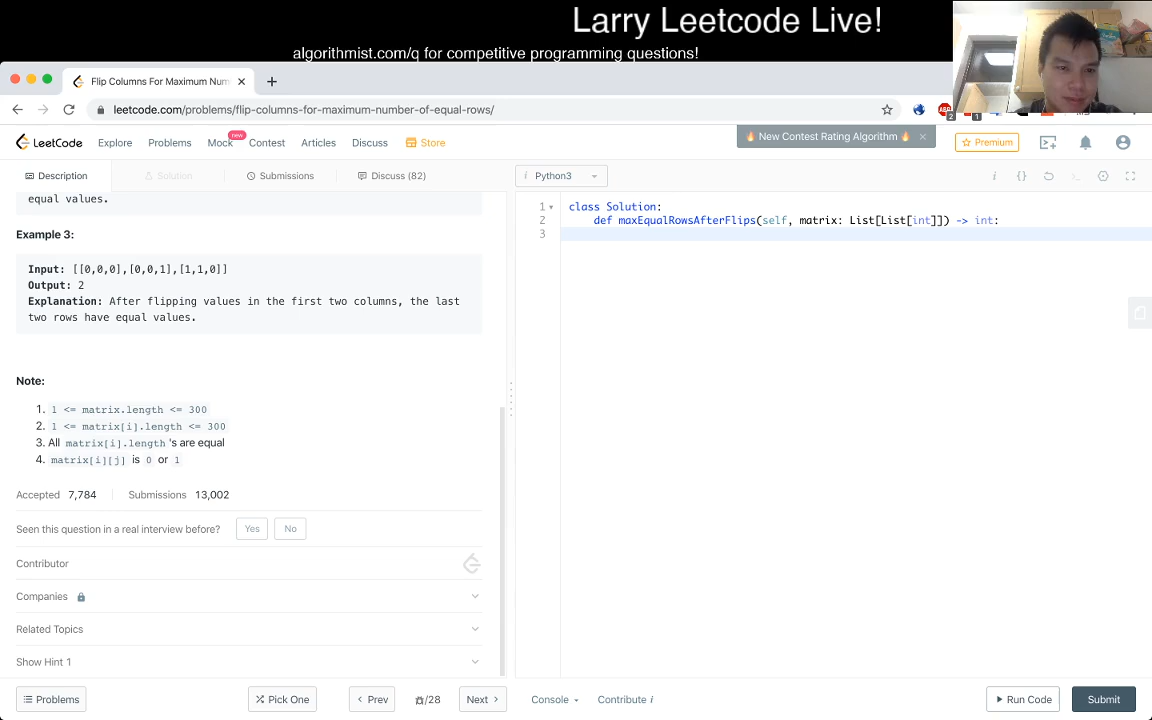 Larry Leetcode Live!
algorithmist.com/q for competitive programming questions!
Flip Columns For Maximum Num
leetcode.com/problems/flip-columns-for-maximum-number-of-equal-rows/
LeetCode Explore Problems Mock new Contest Articles Discuss Store
🔥 New Contest Rating Algorithm 🔥 ×
Premium
Description Solution Submissions Discuss (82)
i Python3
equal values.
Example 3:
Input: [[0,0,0],[0,0,1],[1,1,0]]
Output: 2
Explanation: After flipping values in the first two columns, the last
two rows have equal values.
Note:
1. 1 <= matrix.length <= 300
2. 1 <= matrix[i].length <= 300
3. All matrix[i].length 's are equal
4. matrix[i][j] is 0 or 1
Accepted 7,784 Submissions 13,002
Seen this question in a real interview before? Yes No
Contributor
Companies
Related Topics
Show Hint 1
1 class Solution:
2 def maxEqualRowsAfterFlips(self, matrix: List[List[int]]) -> int:
3
Problems Pick One < Prev /28 Next > Console Contribute i Run Code Submit